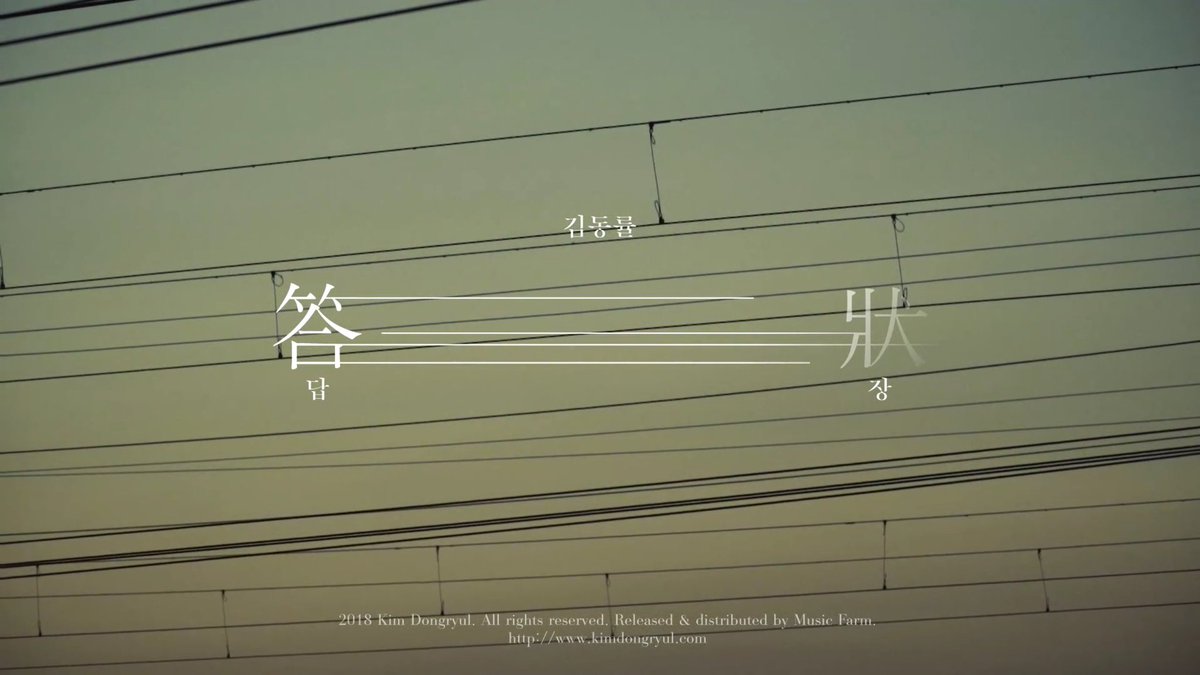 김동률
答 狀
답 장
2018 Kim Dongryul. All rights reserved. Released & distributed by Music Farm.
http://www.kimdongryul.com